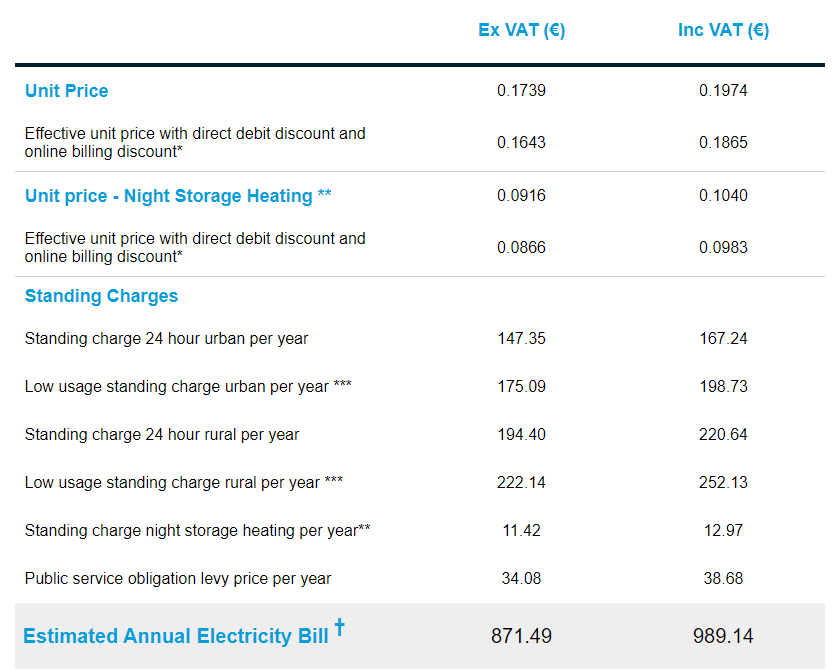 Ex VAT (€) Inc VAT (€)
Unit Price 0.1739 0.1974
Effective unit price with direct debit discount and
online billing discount* 0.1643 0.1865
Unit price - Night Storage Heating ** 0.0916 0.1040
Effective unit price with direct debit discount and
online billing discount* 0.0866 0.0983
Standing Charges
Standing charge 24 hour urban per year 147.35 167.24
Low usage standing charge urban per year *** 175.09 198.73
Standing charge 24 hour rural per year 194.40 220.64
Low usage standing charge rural per year *** 222.14 252.13
Standing charge night storage heating per year** 11.42 12.97
Public service obligation levy price per year 34.08 38.68
Estimated Annual Electricity Bill † 871.49 989.14